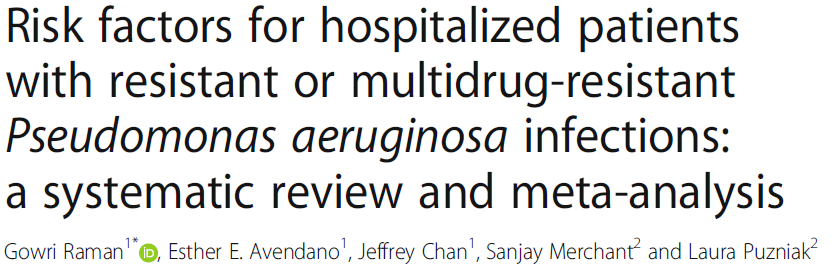 Risk factors for hospitalized patients
with resistant or multidrug-resistant
Pseudomonas aeruginosa infections:
a systematic review and meta-analysis
Gowri Raman1* iD, Esther E. Avendano1, Jeffrey Chan1, Sanjay Merchant2 and Laura Puzniak2